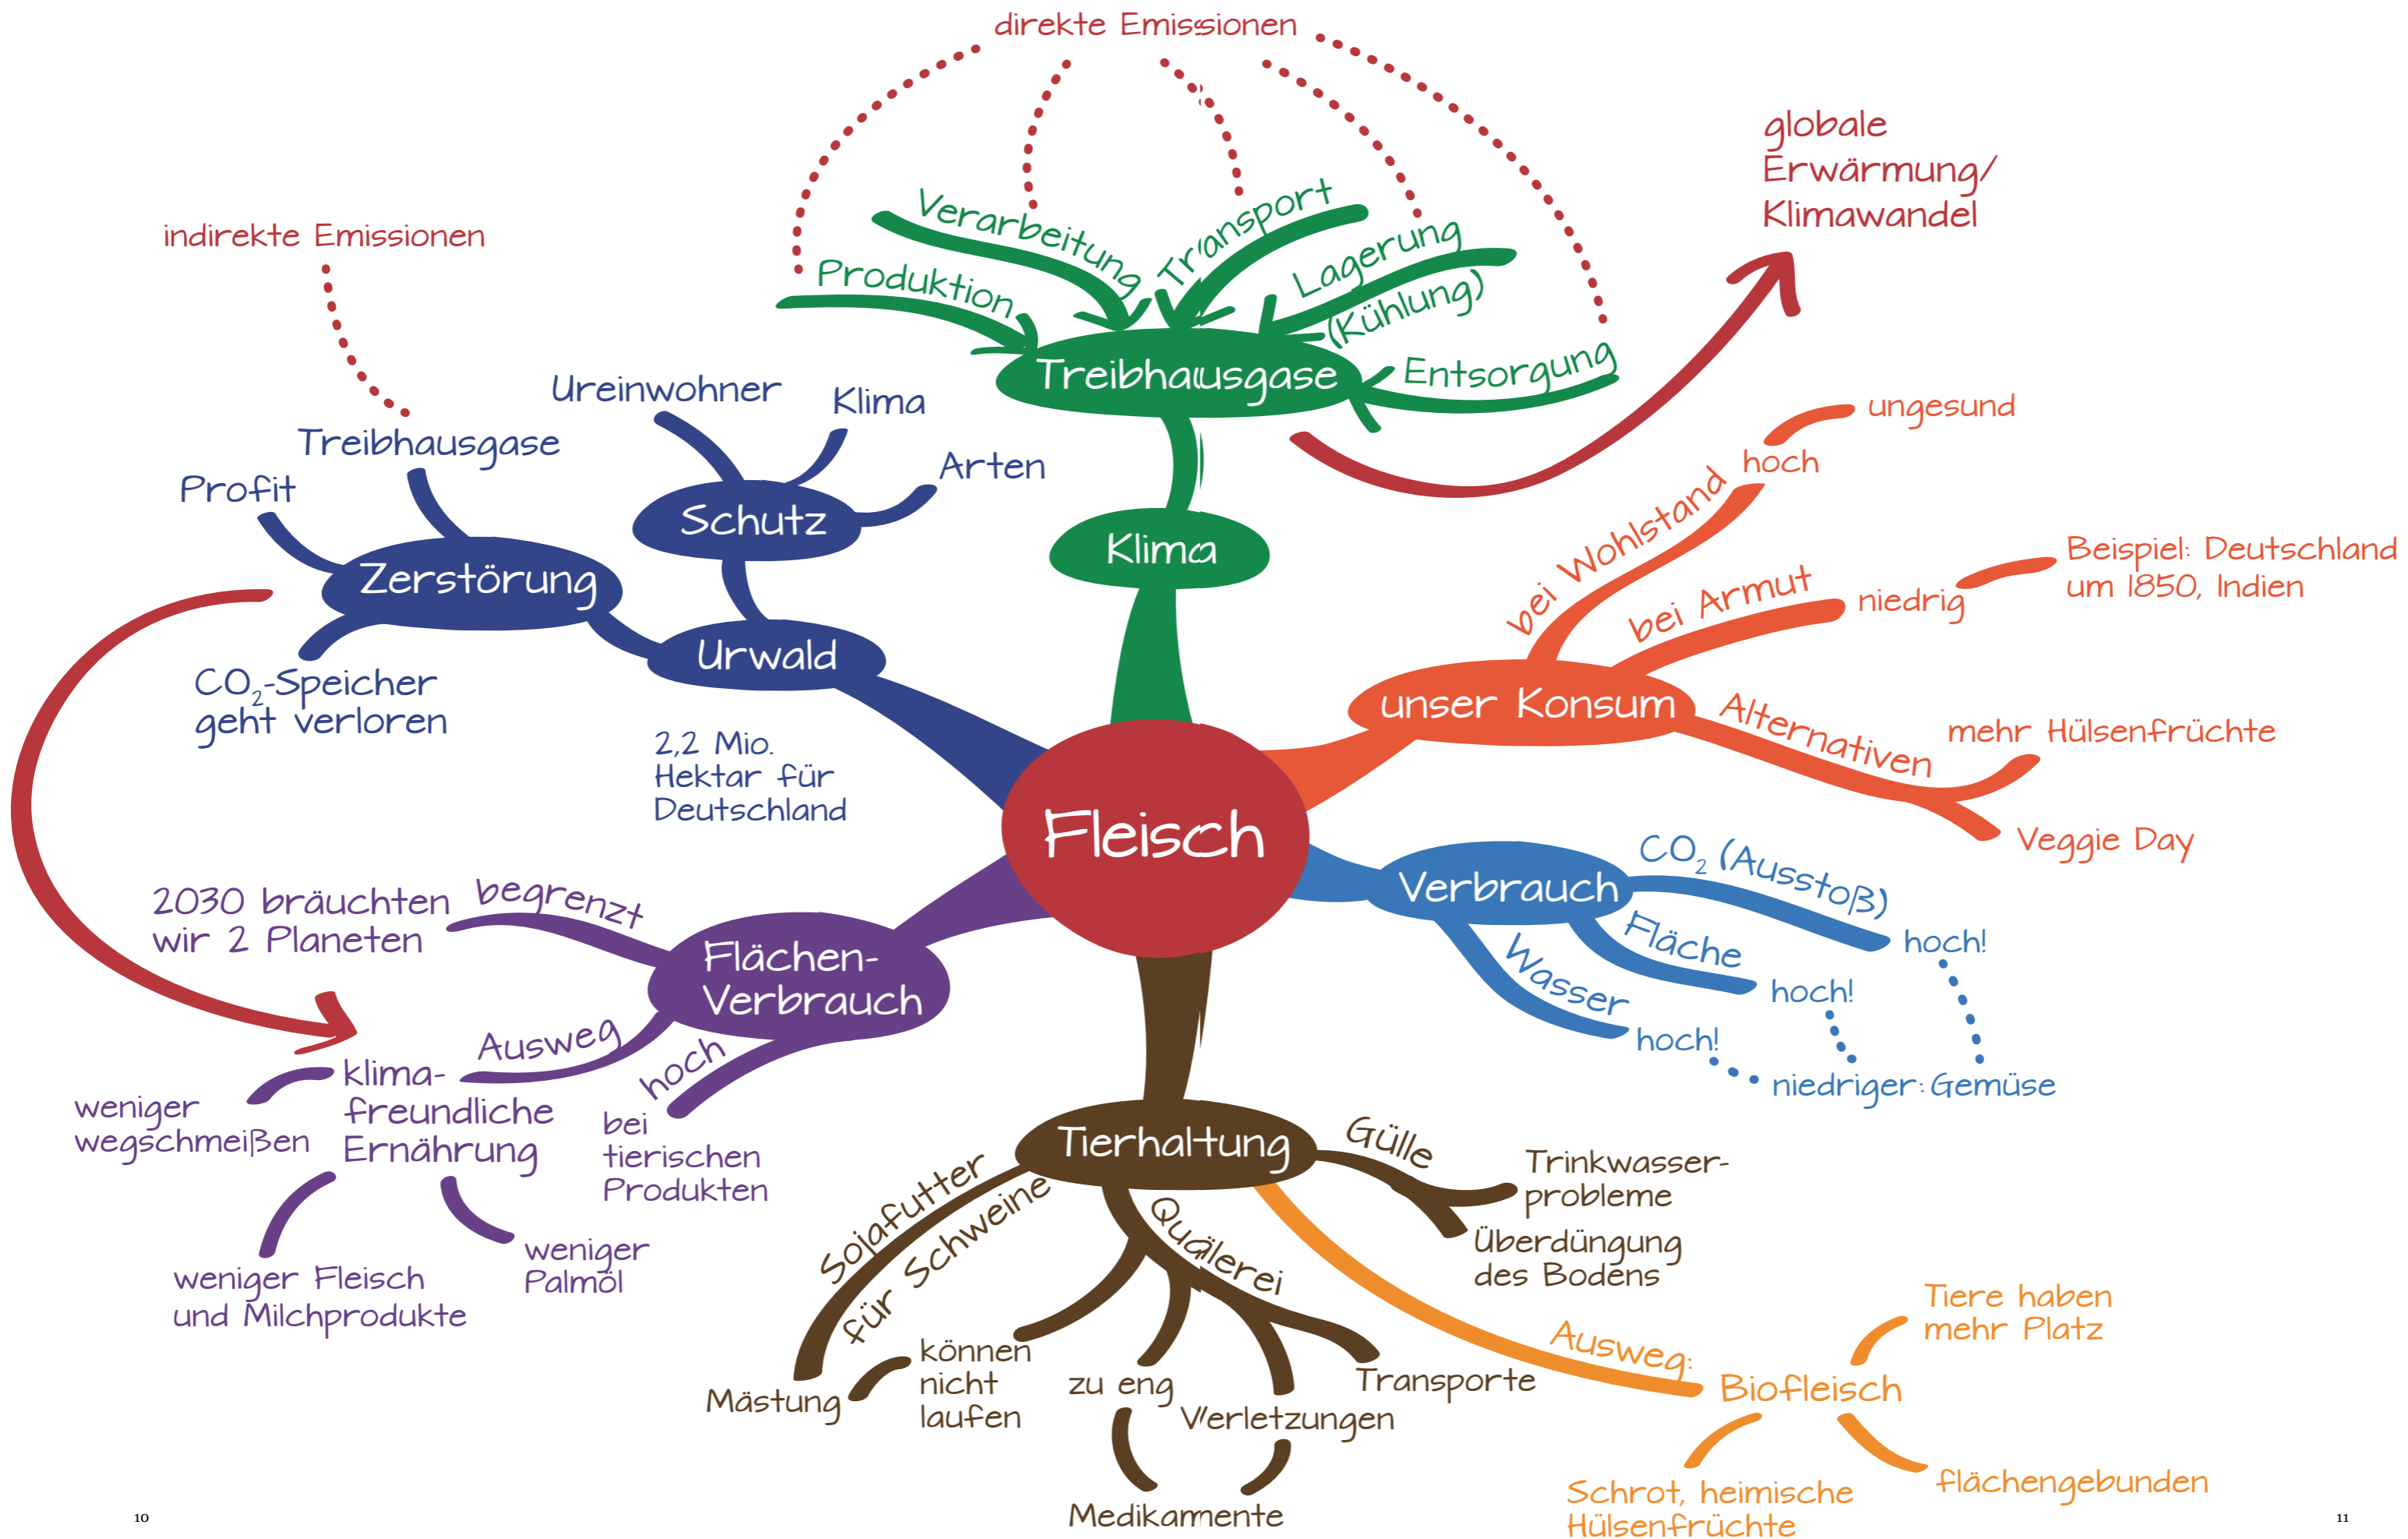 direkte Emissionen
globale
Erwärmung/
Klimawandel
indirekte Emissionen
Verarbeitung
Transport
Produktion
Lagerung
(Kühlung)
Entsorgung
Treibhausgase
Klima
Ureinwohner
Klima
Arten
Schutz
Treibhausgase
Profit
Zerstörung
CO₂-Speicher
geht verloren
Urwald
2,2 Mio.
Hektar für
Deutschland
Fleisch
unser Konsum
bei Wohlstand
hoch
ungesund
bei Armut
niedrig
Beispiel: Deutschland
um 1850, Indien
Alternativen
mehr Hülsenfrüchte
Veggie Day
Verbrauch
CO₂ (Ausstoß)
hoch!
Fläche
hoch!
Wasser
hoch!
niedriger: Gemüse
Flächen-
Verbrauch
begrenzt
2030 bräuchten
wir 2 Planeten
Ausweg
klima-
freundliche
Ernährung
weniger
wegschmeißen
weniger Fleisch
und Milchprodukte
weniger
Palmöl
hoch
bei
tierischen
Produkten
Tierhaltung
Gülle
Trinkwasser-
probleme
Überdüngung
des Bodens
Sojafutter
für Schweine
Mästung
Quälerei
können
nicht
laufen
zu eng
Verletzungen
Transporte
Medikamente
Ausweg:
Biofleisch
Tiere haben
mehr Platz
Schrot, heimische
Hülsenfrüchte
flächengebunden
10
11